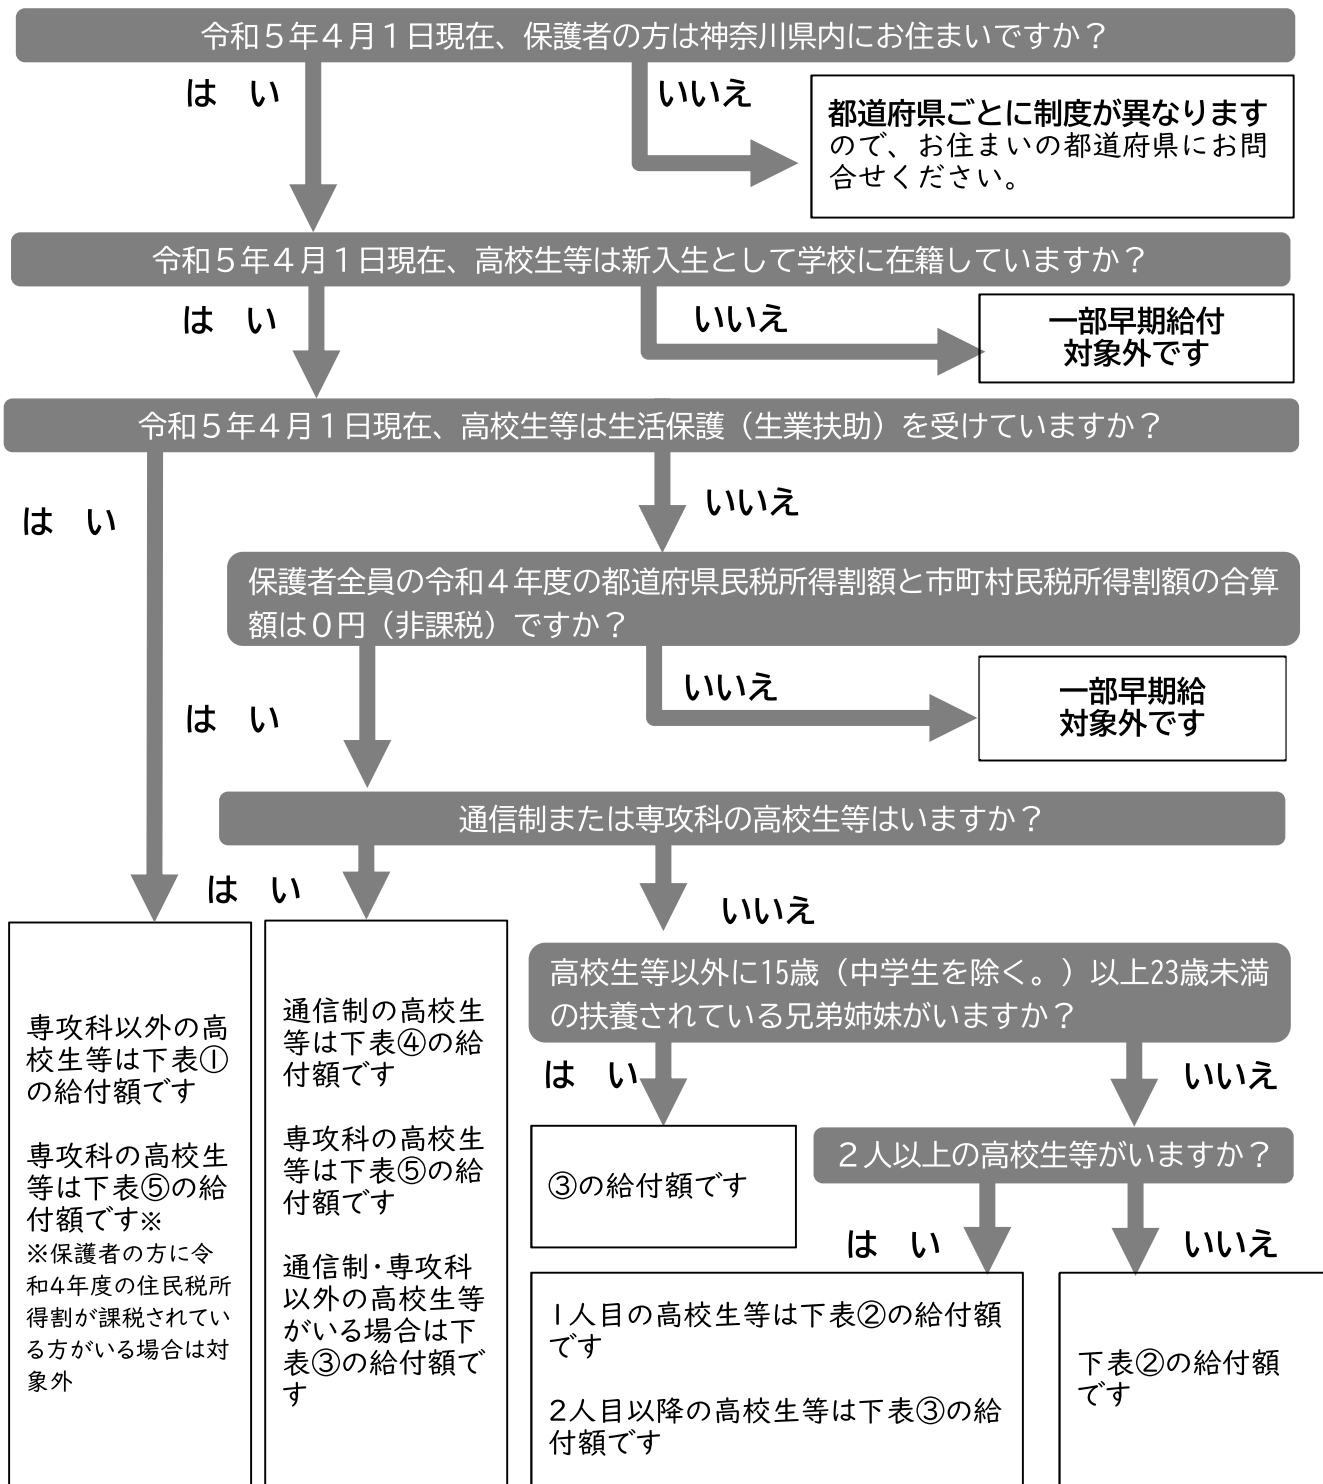 令和５年４月１日現在、保護者の方は神奈川県内にお住まいですか？
は　い
いいえ
都道府県ごとに制度が異なります
ので、お住まいの都道府県にお問
合せください。
令和５年４月１日現在、高校生等は新入生として学校に在籍していますか？
は　い
いいえ
一部早期給付
対象外です
令和５年４月１日現在、高校生等は生活保護（生業扶助）を受けていますか？
は　い
いいえ
保護者全員の令和４年度の都道府県民税所得割額と市町村民税所得割額の合算
額は０円（非課税）ですか？
は　い
いいえ
一部早期給
対象外です
通信制または専攻科の高校生等はいますか？
は　い
いいえ
専攻科以外の高
校生等は下表①
の給付額です
専攻科の高校生
等は下表⑤の給
付額です※
※保護者の方に令
和4年度の住民税所
得割が課税されてい
る方がいる場合は対
象外
通信制の高校生
等は下表④の給
付額です
専攻科の高校生
等は下表⑤の給
付額です
通信制・専攻科
以外の高校生等
がいる場合は下
表③の給付額で
す
高校生等以外に15歳（中学生を除く。）以上23歳未満
の扶養されている兄弟姉妹がいますか？
は　い
いいえ
③の給付額です
２人以上の高校生等がいますか？
は　い
いいえ
1人目の高校生等は下表②の給付額
です
2人目以降の高校生等は下表③の給
付額です
下表②の給付額
です